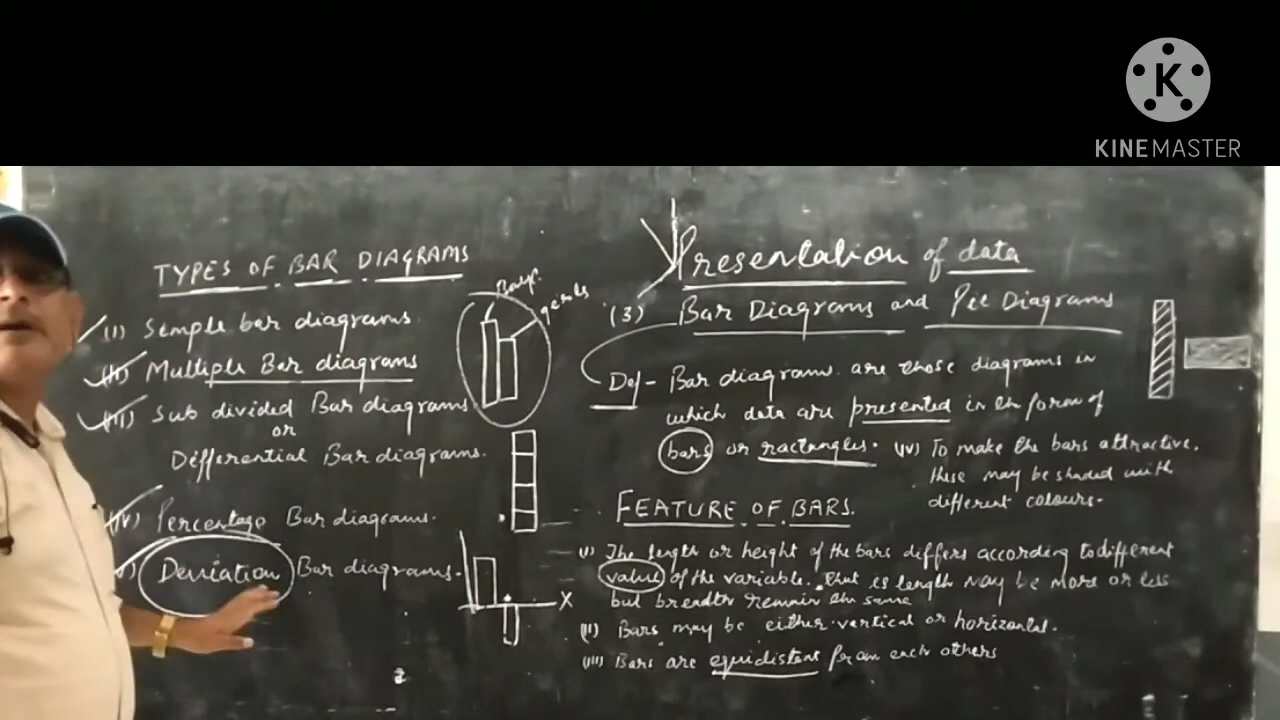 KINEMASTER
TYPES OF BAR DIAGRAMS
(i) Semple bar diagrams.
(ii) Multiple Bar diagrams
(iii) Sub divided Bar diagrams
or
Differential Bar diagrams.
(iv) Percentage Bar diagrams.
Deviation Bar diagrams.
Boys.
girls
X
Presentation of data
(3) Bar Diagrams and Pie Diagrams
Def - Bar diagrams are those diagrams in
which data are presented in the form of
bars or ractangles.
(iv) To make the bars attractive.
these may be shaded with
different colours.
FEATURE OF BARS.
(i) The length or height of the bars differs according to different
value of the variable. That is length may be more or less
but breadth remain the same
(ii) Bars may be either vertical or horizontal.
(iii) Bars are equidistant from each others